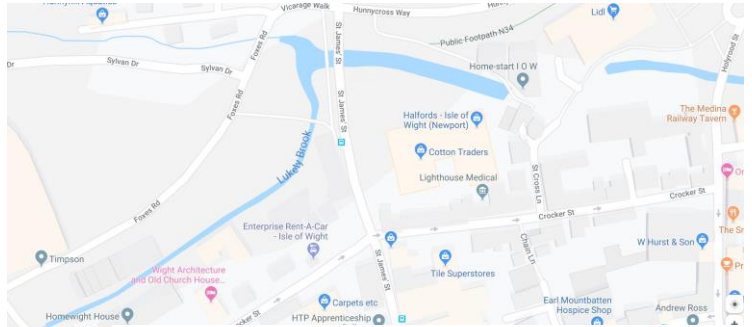 Vicarage Walk
Hunnycross Way
Foxes Rd
St James' St
Public Footpath N34
Lidl
Holyrood St
Sylvan Dr
Sylvan Dr
Dr
Home-start I O W
Foxes Rd
St James' St
Halfords - Isle of
Wight (Newport)
The Medina
Railway Tavern
Cotton Traders
Lukely Brook
Lighthouse Medical
St Cross Ln
Crocker St
Foxes Rd
Crocker St
Enterprise Rent-A-Car
- Isle of Wight
Timpson
St James' St
Chain Ln
W Hurst & Son
Wight Architecture
and Old Church House...
Tile Superstores
Homewight House
Carpets etc
HTP Apprenticeship
Earl Mountbatten
Hospice Shop
Andrew Ross